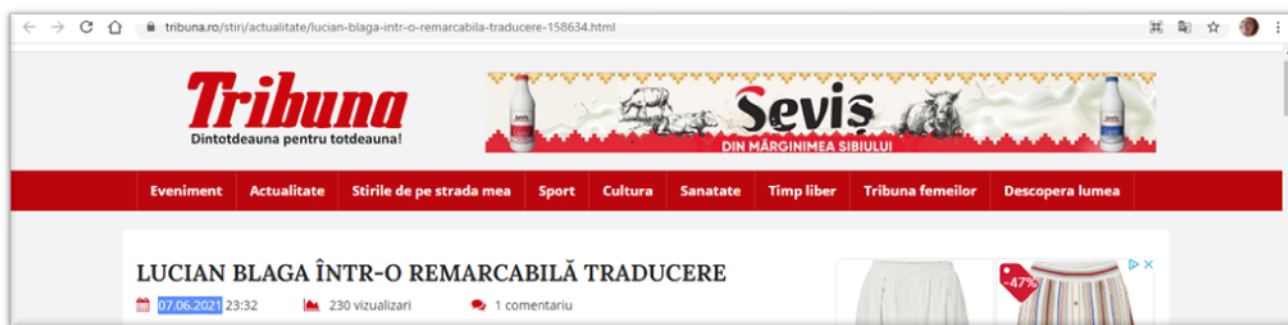 tribuna.ro/stiri/actualitate/lucian-blaga-intr-o-remarcabila-traducere-158634.html
Tribuna
Dintotdeauna pentru totdeauna!
Seviș
DIN MĂRGINIMEA SIBIULUI
Eveniment Actualitate Stirile de pe strada mea Sport Cultura Sanatate Timp liber Tribuna femeilor Descopera lumea
LUCIAN BLAGA ÎNTR-O REMARCABILĂ TRADUCERE
07.06.2021 23:32 230 vizualizari 1 comentariu
-47%